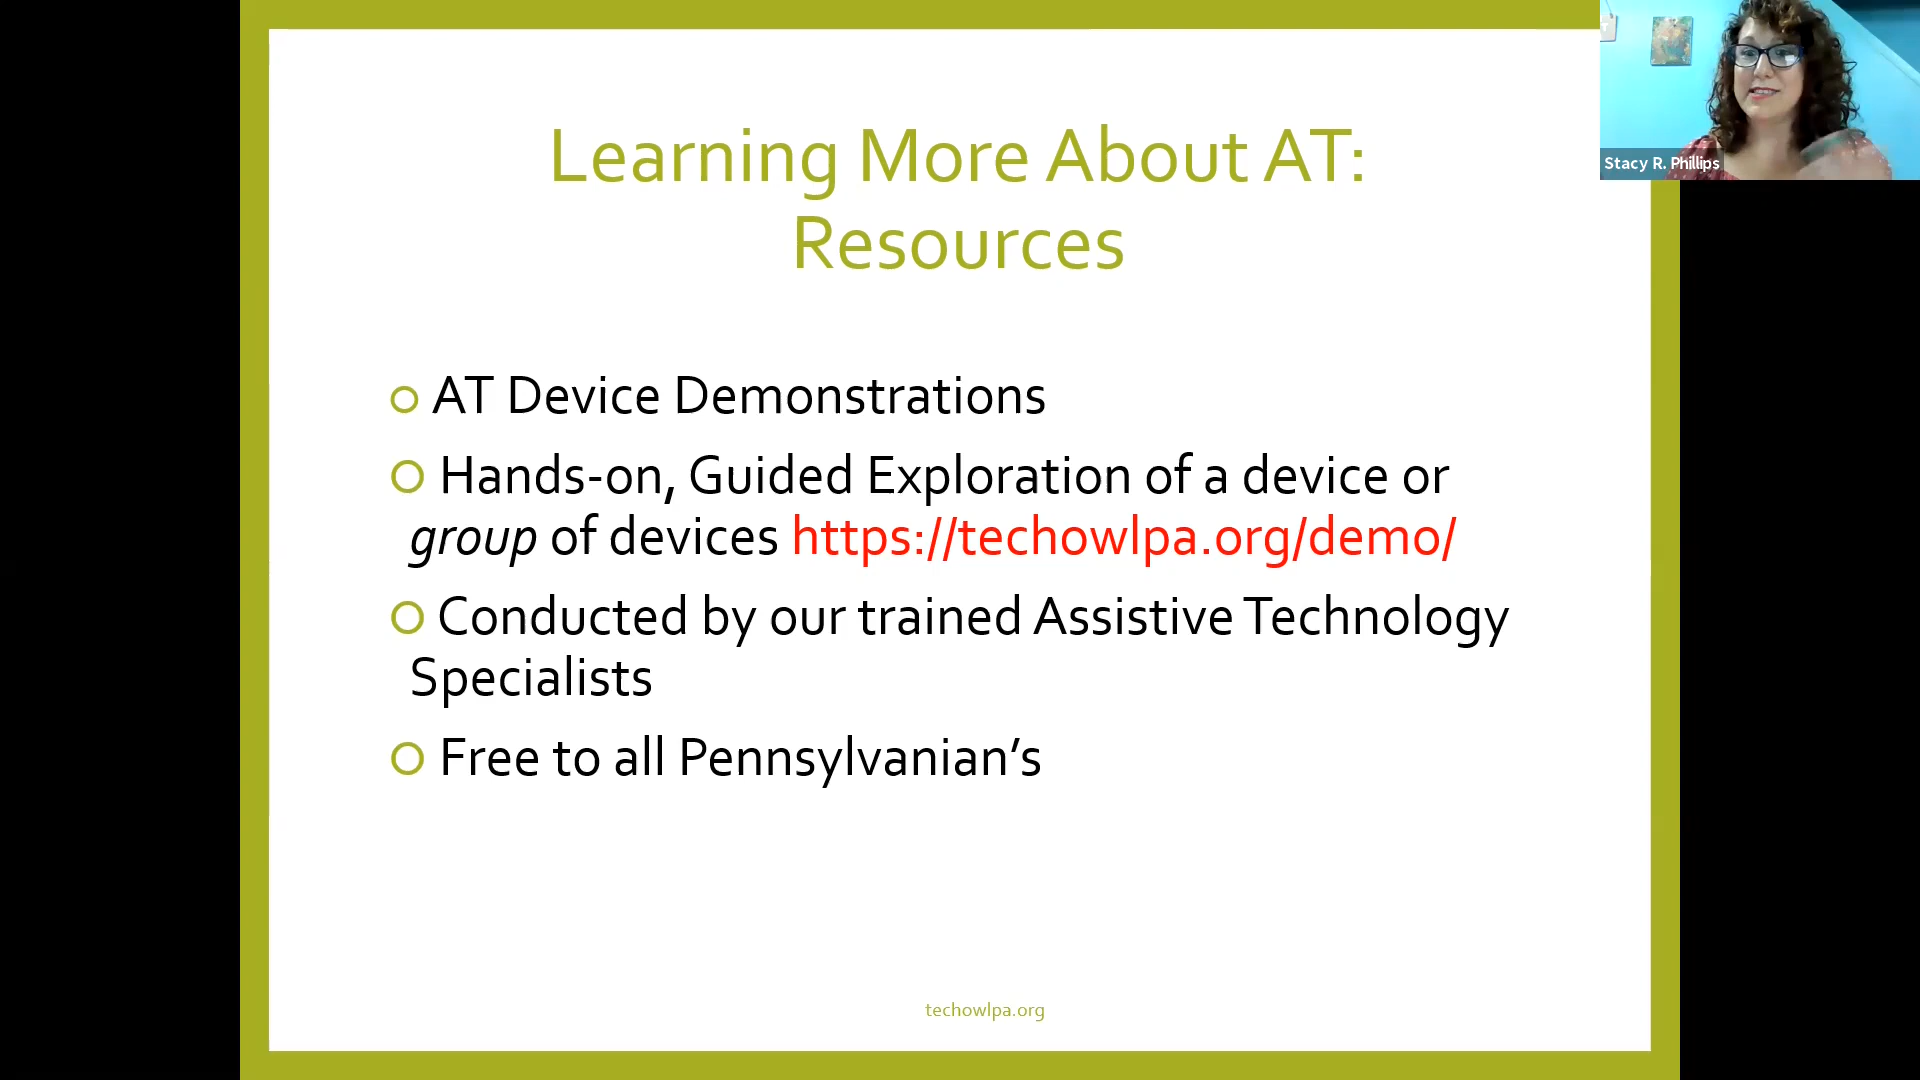 Learning More About AT:
Resources
AT Device Demonstrations
Hands-on, Guided Exploration of a device or
group of devices https://techowlpa.org/demo/
Conducted by our trained Assistive Technology
Specialists
Free to all Pennsylvanian’s
techowlpa.org
Stacy R. Phillips